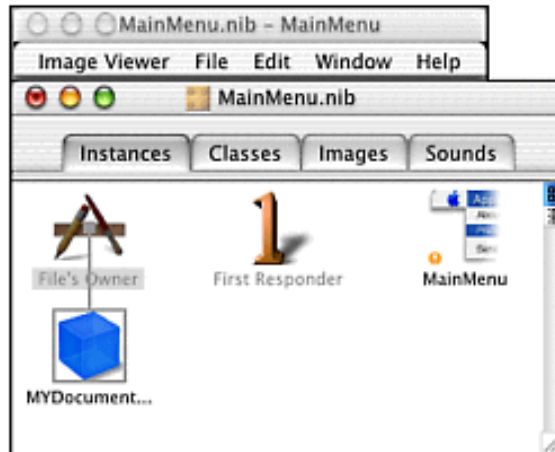 MainMenu.nib – MainMenu
Image Viewer File Edit Window Help
MainMenu.nib
Instances Classes Images Sounds
File's Owner First Responder MainMenu
MYDocument...